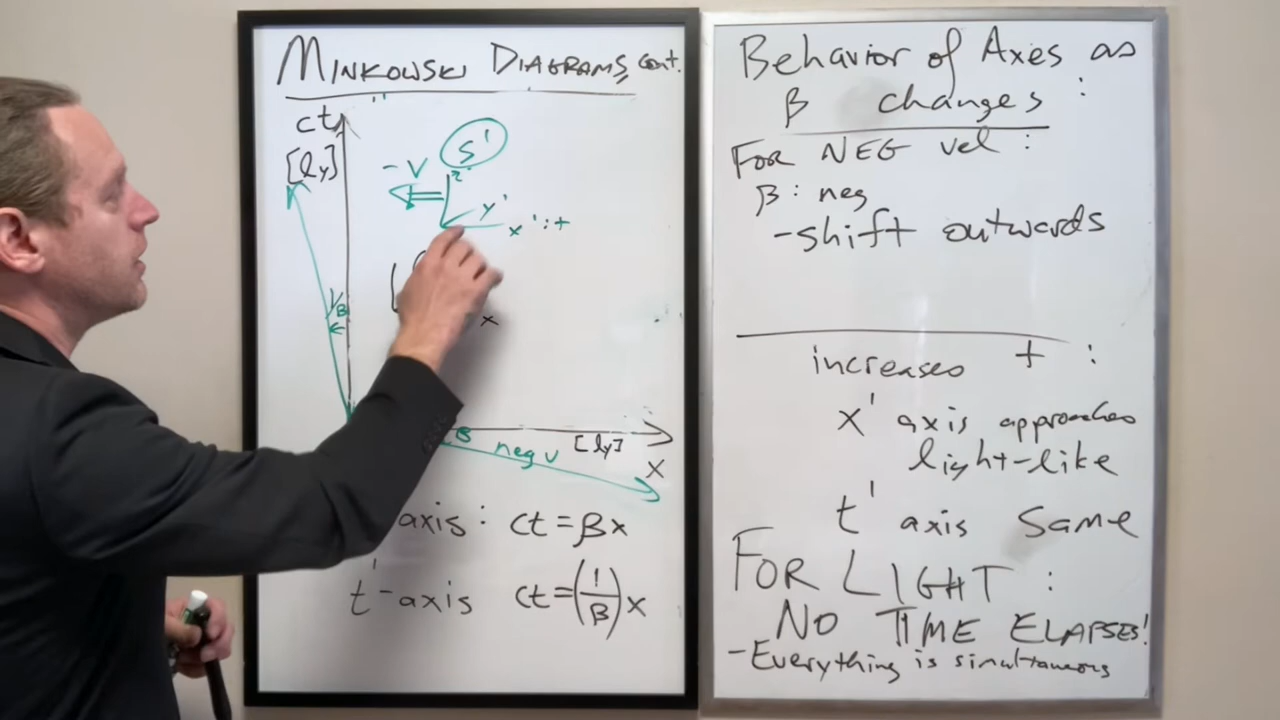 MINKOWSKI DIAGRAMS, cont.
ct
[ly]
S'
-V
z'
y'
x':+
1/β
x
β
neg v
[ly]
x
axis: ct=βx
t'-axis ct=(1/β)x
Behavior of Axes as
β changes:
FOR NEG vel:
β: neg
-shift outwards
increases +:
x' axis approaches
light-like
t' axis same
FOR LIGHT:
NO TIME ELAPSES!
-Everything is simultaneous